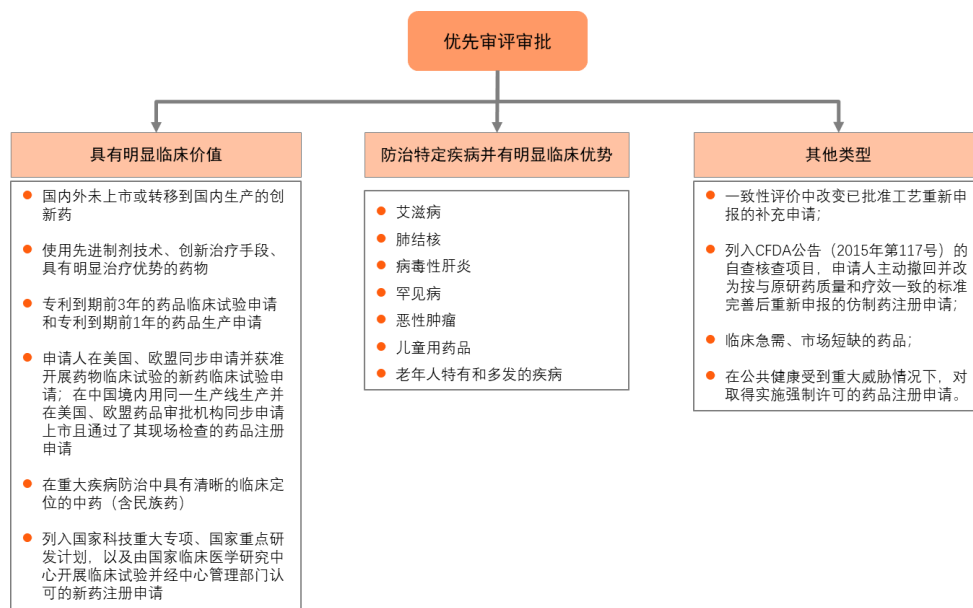 优先审评审批
具有明显临床价值
国内外未上市或转移到国内生产的创
新药
使用先进制剂技术、创新治疗手段、
具有明显治疗优势的药物
专利到期前3年的药品临床试验申请
和专利到期前1年的药品生产申请
申请人在美国、欧盟同步申请并获准
开展药物临床试验的新药临床试验申
请；在中国境内用同一生产线生产并
在美国、欧盟药品审批机构同步申请
上市且通过了其现场检查的药品注册
申请
在重大疾病防治中具有清晰的临床定
位的中药（含民族药）
列入国家科技重大专项、国家重点研
发计划，以及由国家临床医学研究中
心开展临床试验并经中心管理部门认
可的新药注册申请
防治特定疾病并有明显临床优势
艾滋病
肺结核
病毒性肝炎
罕见病
恶性肿瘤
儿童用药品
老年人特有和多发的疾病
其他类型
一致性评价中改变已批准工艺重新申
报的补充申请；
列入CFDA公告（2015年第117号）的
自查核查项目，申请人主动撤回并改
为按与原研药质量和疗效一致的标准
完善后重新申报的仿制药注册申请；
临床急需、市场短缺的药品；
在公共健康受到重大威胁情况下，对
取得实施强制许可的药品注册申请。